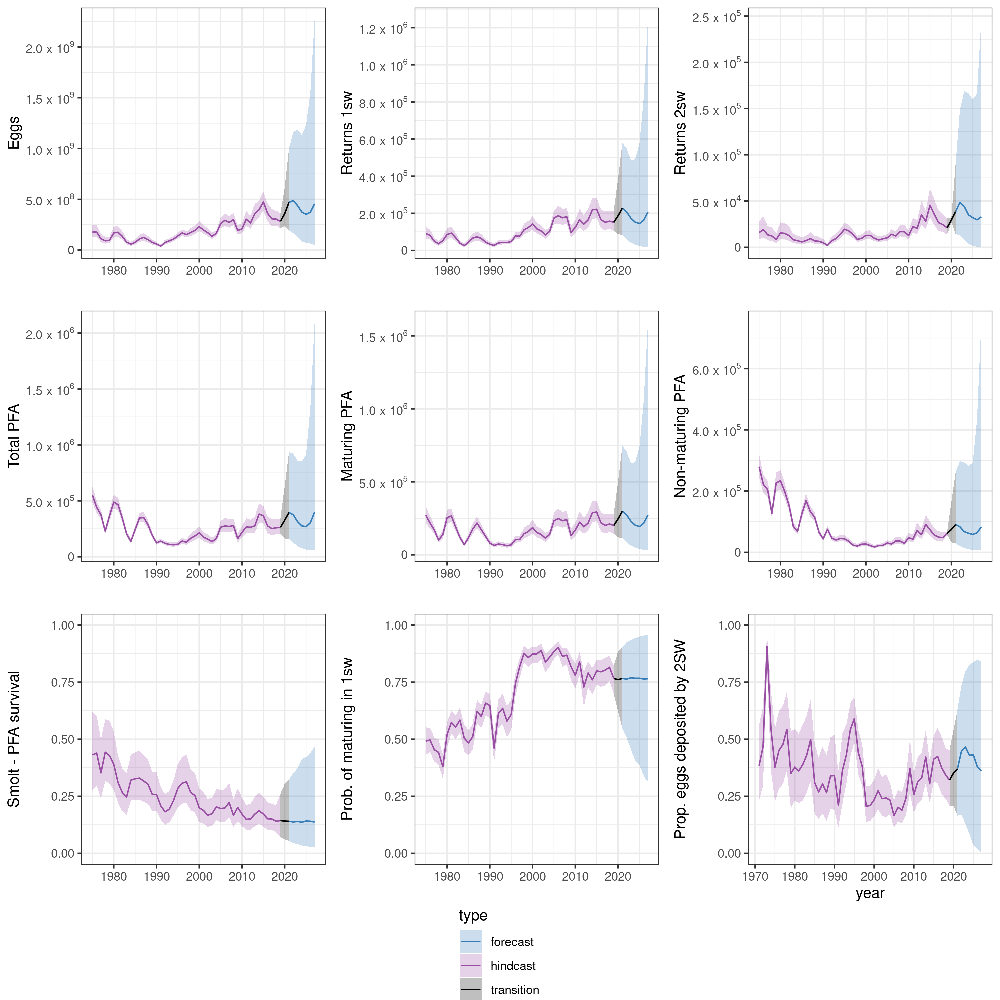 Eggs
2.0 x 10^9
1.5 x 10^9
1.0 x 10^9
5.0 x 10^8
0
1980 1990 2000 2010 2020
Returns 1sw
1.2 x 10^6
1.0 x 10^6
8.0 x 10^5
6.0 x 10^5
4.0 x 10^5
2.0 x 10^5
0
1980 1990 2000 2010 2020
Returns 2sw
2.5 x 10^5
2.0 x 10^5
1.5 x 10^5
1.0 x 10^5
5.0 x 10^4
0
1980 1990 2000 2010 2020
Total PFA
2.0 x 10^6
1.5 x 10^6
1.0 x 10^6
5.0 x 10^5
0
1980 1990 2000 2010 2020
Maturing PFA
1.5 x 10^6
1.0 x 10^6
5.0 x 10^5
0
1980 1990 2000 2010 2020
Non-maturing PFA
6.0 x 10^5
4.0 x 10^5
2.0 x 10^5
0
1980 1990 2000 2010 2020
Smolt - PFA survival
1.00
0.75
0.50
0.25
0.00
1980 1990 2000 2010 2020
Prob. of maturing in 1sw
1.00
0.75
0.50
0.25
0.00
1980 1990 2000 2010 2020
Prop. eggs deposited by 2SW
1.00
0.75
0.50
0.25
0.00
1970 1980 1990 2000 2010 2020
year
type
forecast
hindcast
transition